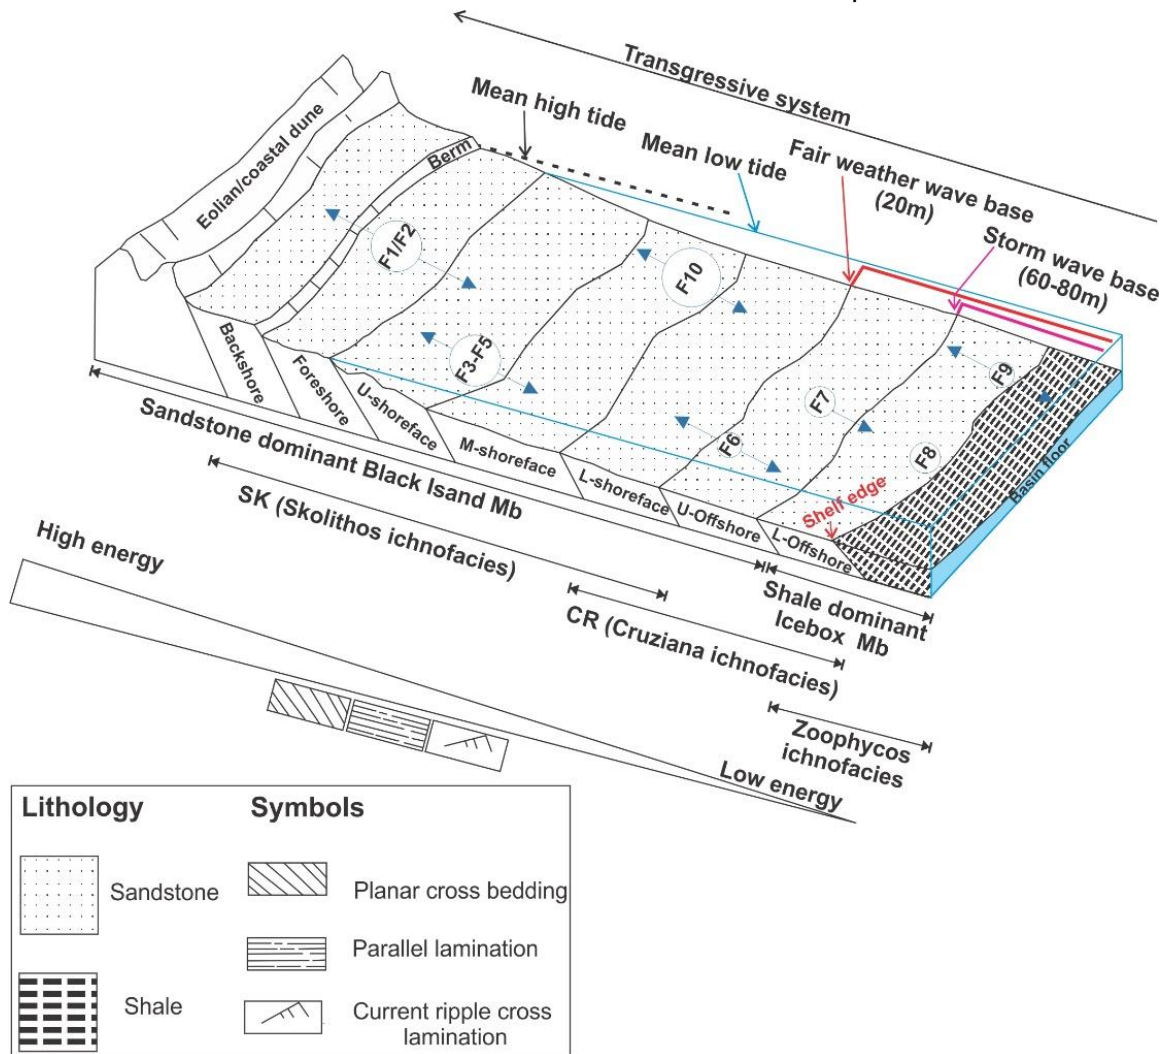 Transgressive system
Mean high tide
Mean low tide
Fair weather wave base
(20m)
Storm wave base
(60-80m)
Eolian/coastal dune
Berm
F1/F2
F10
F3-F5
F9
F7
F6
F8
Basin floor
Shelf edge
Backshore
Foreshore
U-shoreface
M-shoreface
L-shoreface
U-Offshore
L-Offshore
Sandstone dominant Black Isand Mb
Shale dominant
Icebox Mb
SK (Skolithos ichnofacies)
CR (Cruziana ichnofacies)
Zoophycos
ichnofacies
High energy
Low energy
Lithology
Symbols
Sandstone
Planar cross bedding
Parallel lamination
Shale
Current ripple cross
lamination